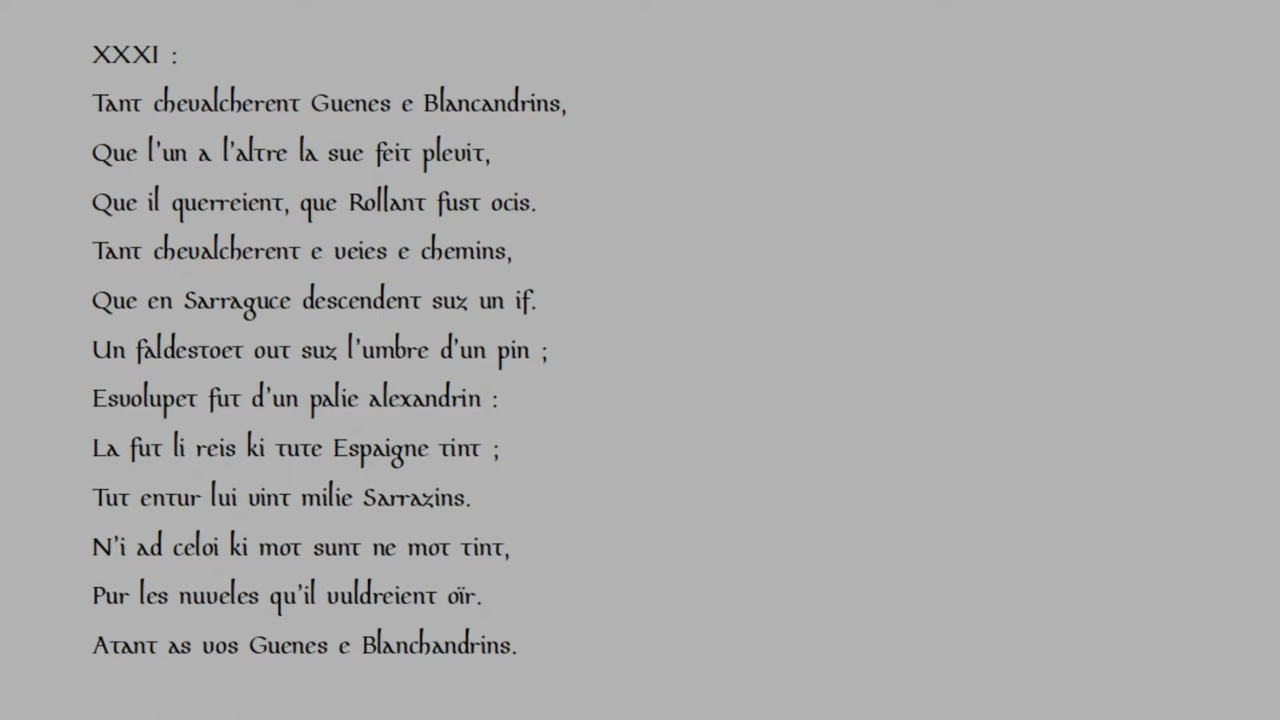 XXXI :
Tant chevalcherent Guenes e Blancandrins,
Que l'un a l'altre la sue feit plevit,
Que il querreient, que Rollant fust ocis.
Tant chevalcherent e veies e chemins,
Que en Sarraguce descendent suz un if.
Un faldestoet out suz l'umbre d'un pin ;
Esvolupet fut d'un palie alexandrin :
La fut li reis ki tute Espaigne tint ;
Tut entur lui vint milie Sarrazins.
N'i ad celoi ki mot sunt ne mot tint,
Pur les nuveles qu'il vuldreient oïr.
Atant as vos Guenes e Blanchandrins.